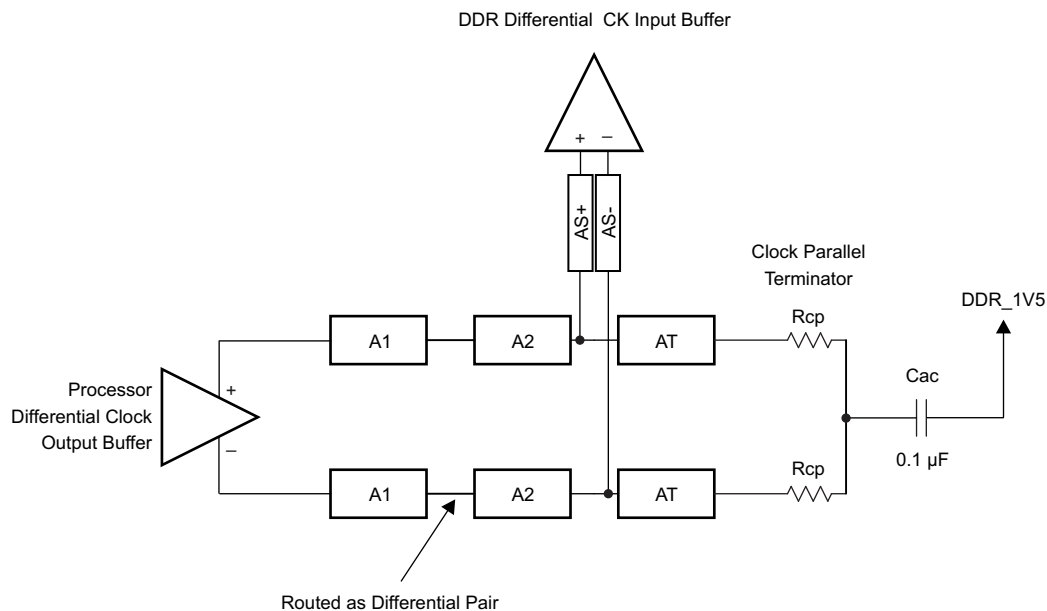 DDR Differential CK Input Buffer
+ –
AS+
AS-
Clock Parallel
Terminator
DDR_1V5
Rcp
A1
A2
AT
Cac
Processor
Differential Clock
Output Buffer
+
–
0.1 µF
Rcp
A1
A2
AT
Routed as Differential Pair